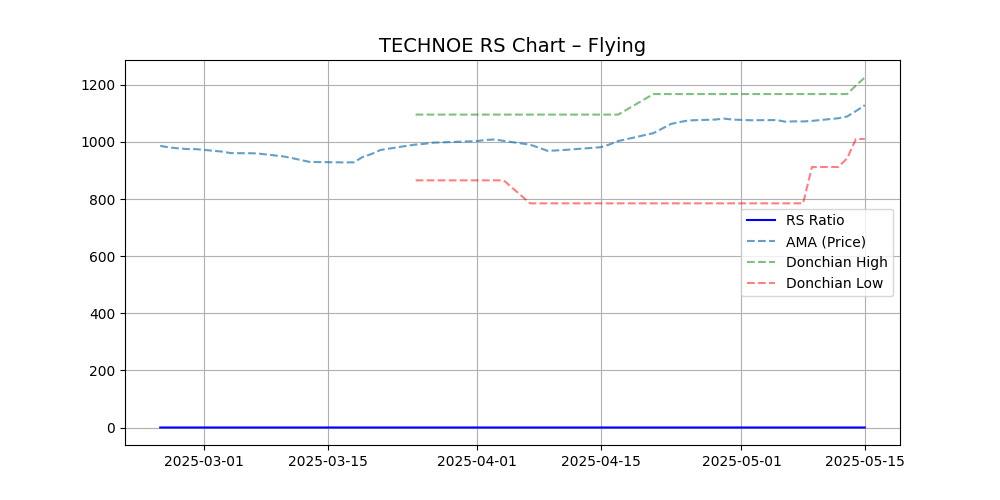 TECHNOE RS Chart – Flying
1200
1000
800
600
400
200
0
RS Ratio
AMA (Price)
Donchian High
Donchian Low
2025-03-01 2025-03-15 2025-04-01 2025-04-15 2025-05-01 2025-05-15